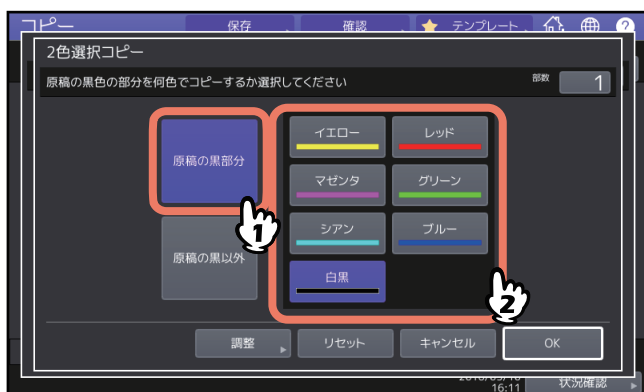 コピー 保存 確認 テンプレート ?
2色選択コピー
原稿の黒色の部分を何色でコピーするか選択してください 部数 1
原稿の黒部分
原稿の黒以外
イエロー レッド
マゼンタ グリーン
シアン ブルー
白黒
1
2
調整 リセット キャンセル OK
16:11 状況確認